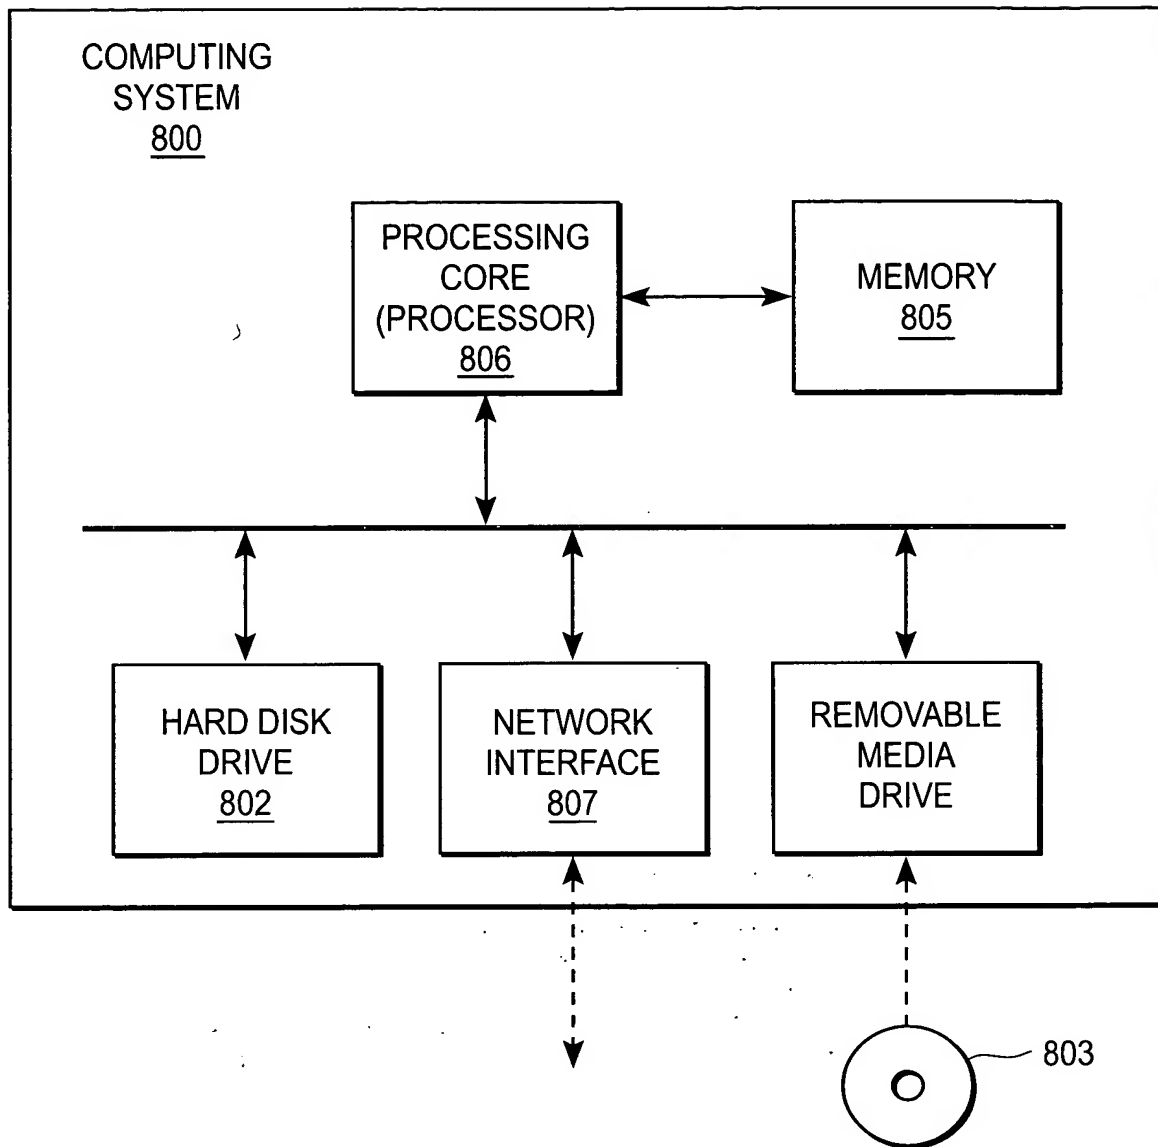 COMPUTING
SYSTEM
800
PROCESSING
CORE
(PROCESSOR)
806
MEMORY
805
HARD DISK
DRIVE
802
NETWORK
INTERFACE
807
REMOVABLE
MEDIA
DRIVE
803